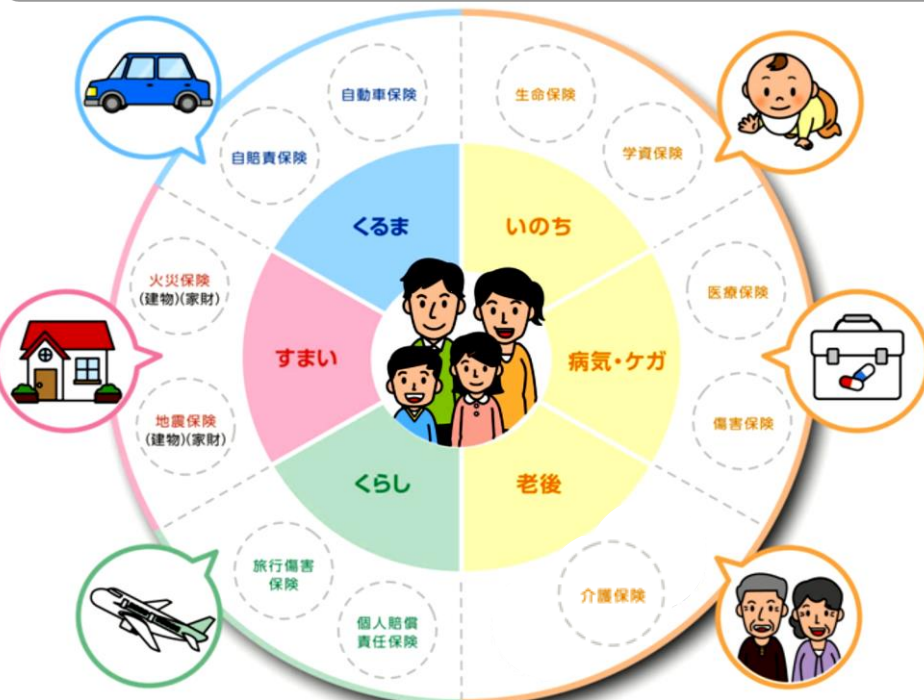 自動車保険
自賠責保険
くるま
生命保険
学資保険
いのち
火災保険
(建物)(家財)
すまい
地震保険
(建物)(家財)
医療保険
病気・ケガ
傷害保険
くらし
旅行傷害
保険
個人賠償
責任保険
老後
介護保険